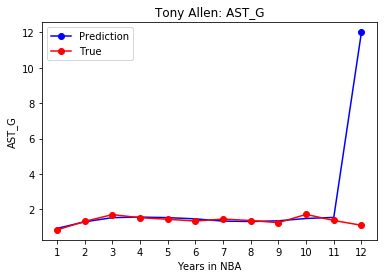 Tony Allen: AST_G
Prediction
True
12
10
8
6
4
2
AST_G
1 2 3 4 5 6 7 8 9 10 11 12
Years in NBA